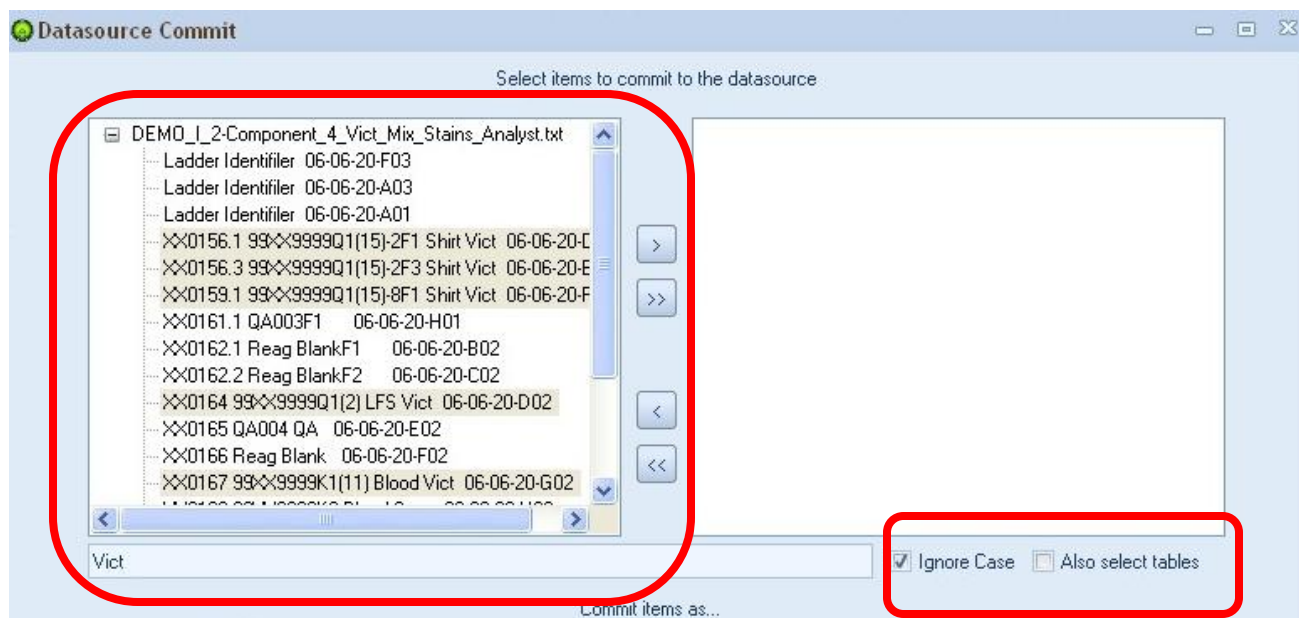 Datasource Commit
Select items to commit to the datasource
DEMO_I_2-Component_4_Vict_Mix_Stains_Analyst.txt
Ladder Identifiler 06-06-20-F03
Ladder Identifiler 06-06-20-A03
Ladder Identifiler 06-06-20-A01
XX0156.1 99XX9999Q1(15)-2F1 Shirt Vict 06-06-20-
XX0156.3 99XX9999Q1(15)-2F3 Shirt Vict 06-06-20-E
XX0159.1 99XX9999Q1(15)-8F1 Shirt Vict 06-06-20-F
XX0161.1 QA003F1 06-06-20-H01
XX0162.1 Reag BlankF1 06-06-20-B02
XX0162.2 Reag BlankF2 06-06-20-C02
XX0164 99XX9999Q1(2) LFS Vict 06-06-20-D02
XX0165 QA004 QA 06-06-20-E02
XX0166 Reag Blank 06-06-20-F02
XX0167 99XX9999K1(11) Blood Vict 06-06-20-G02
>
>>
<
<<
Vict
Ignore Case Also select tables
Commit items as...